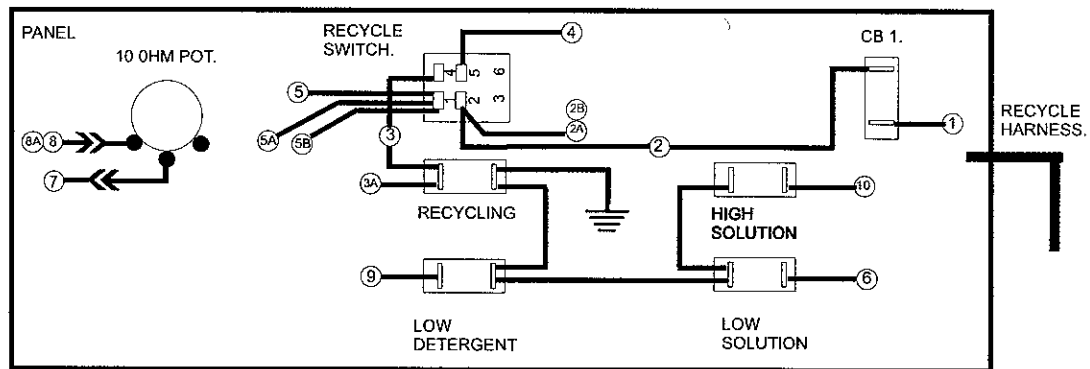 PANEL
10 OHM POT.
RECYCLE
SWITCH.
4
CB 1.
4 5 6
1 2 3
5
2B
2A
5A
5B
3
2
1
RECYCLE
HARNESS.
8A 8
7
3A
RECYCLING
10
HIGH
SOLUTION
9
6
LOW
DETERGENT
LOW
SOLUTION